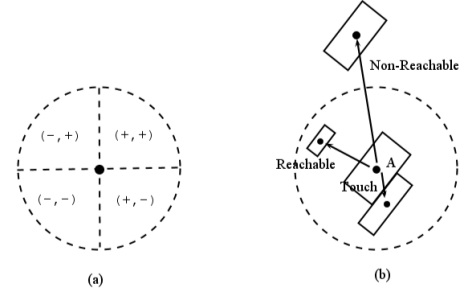 (−,+) (+,+)
(−,−) (+,−)
(a)
Non-Reachable
Reachable
A
Touch
(b)